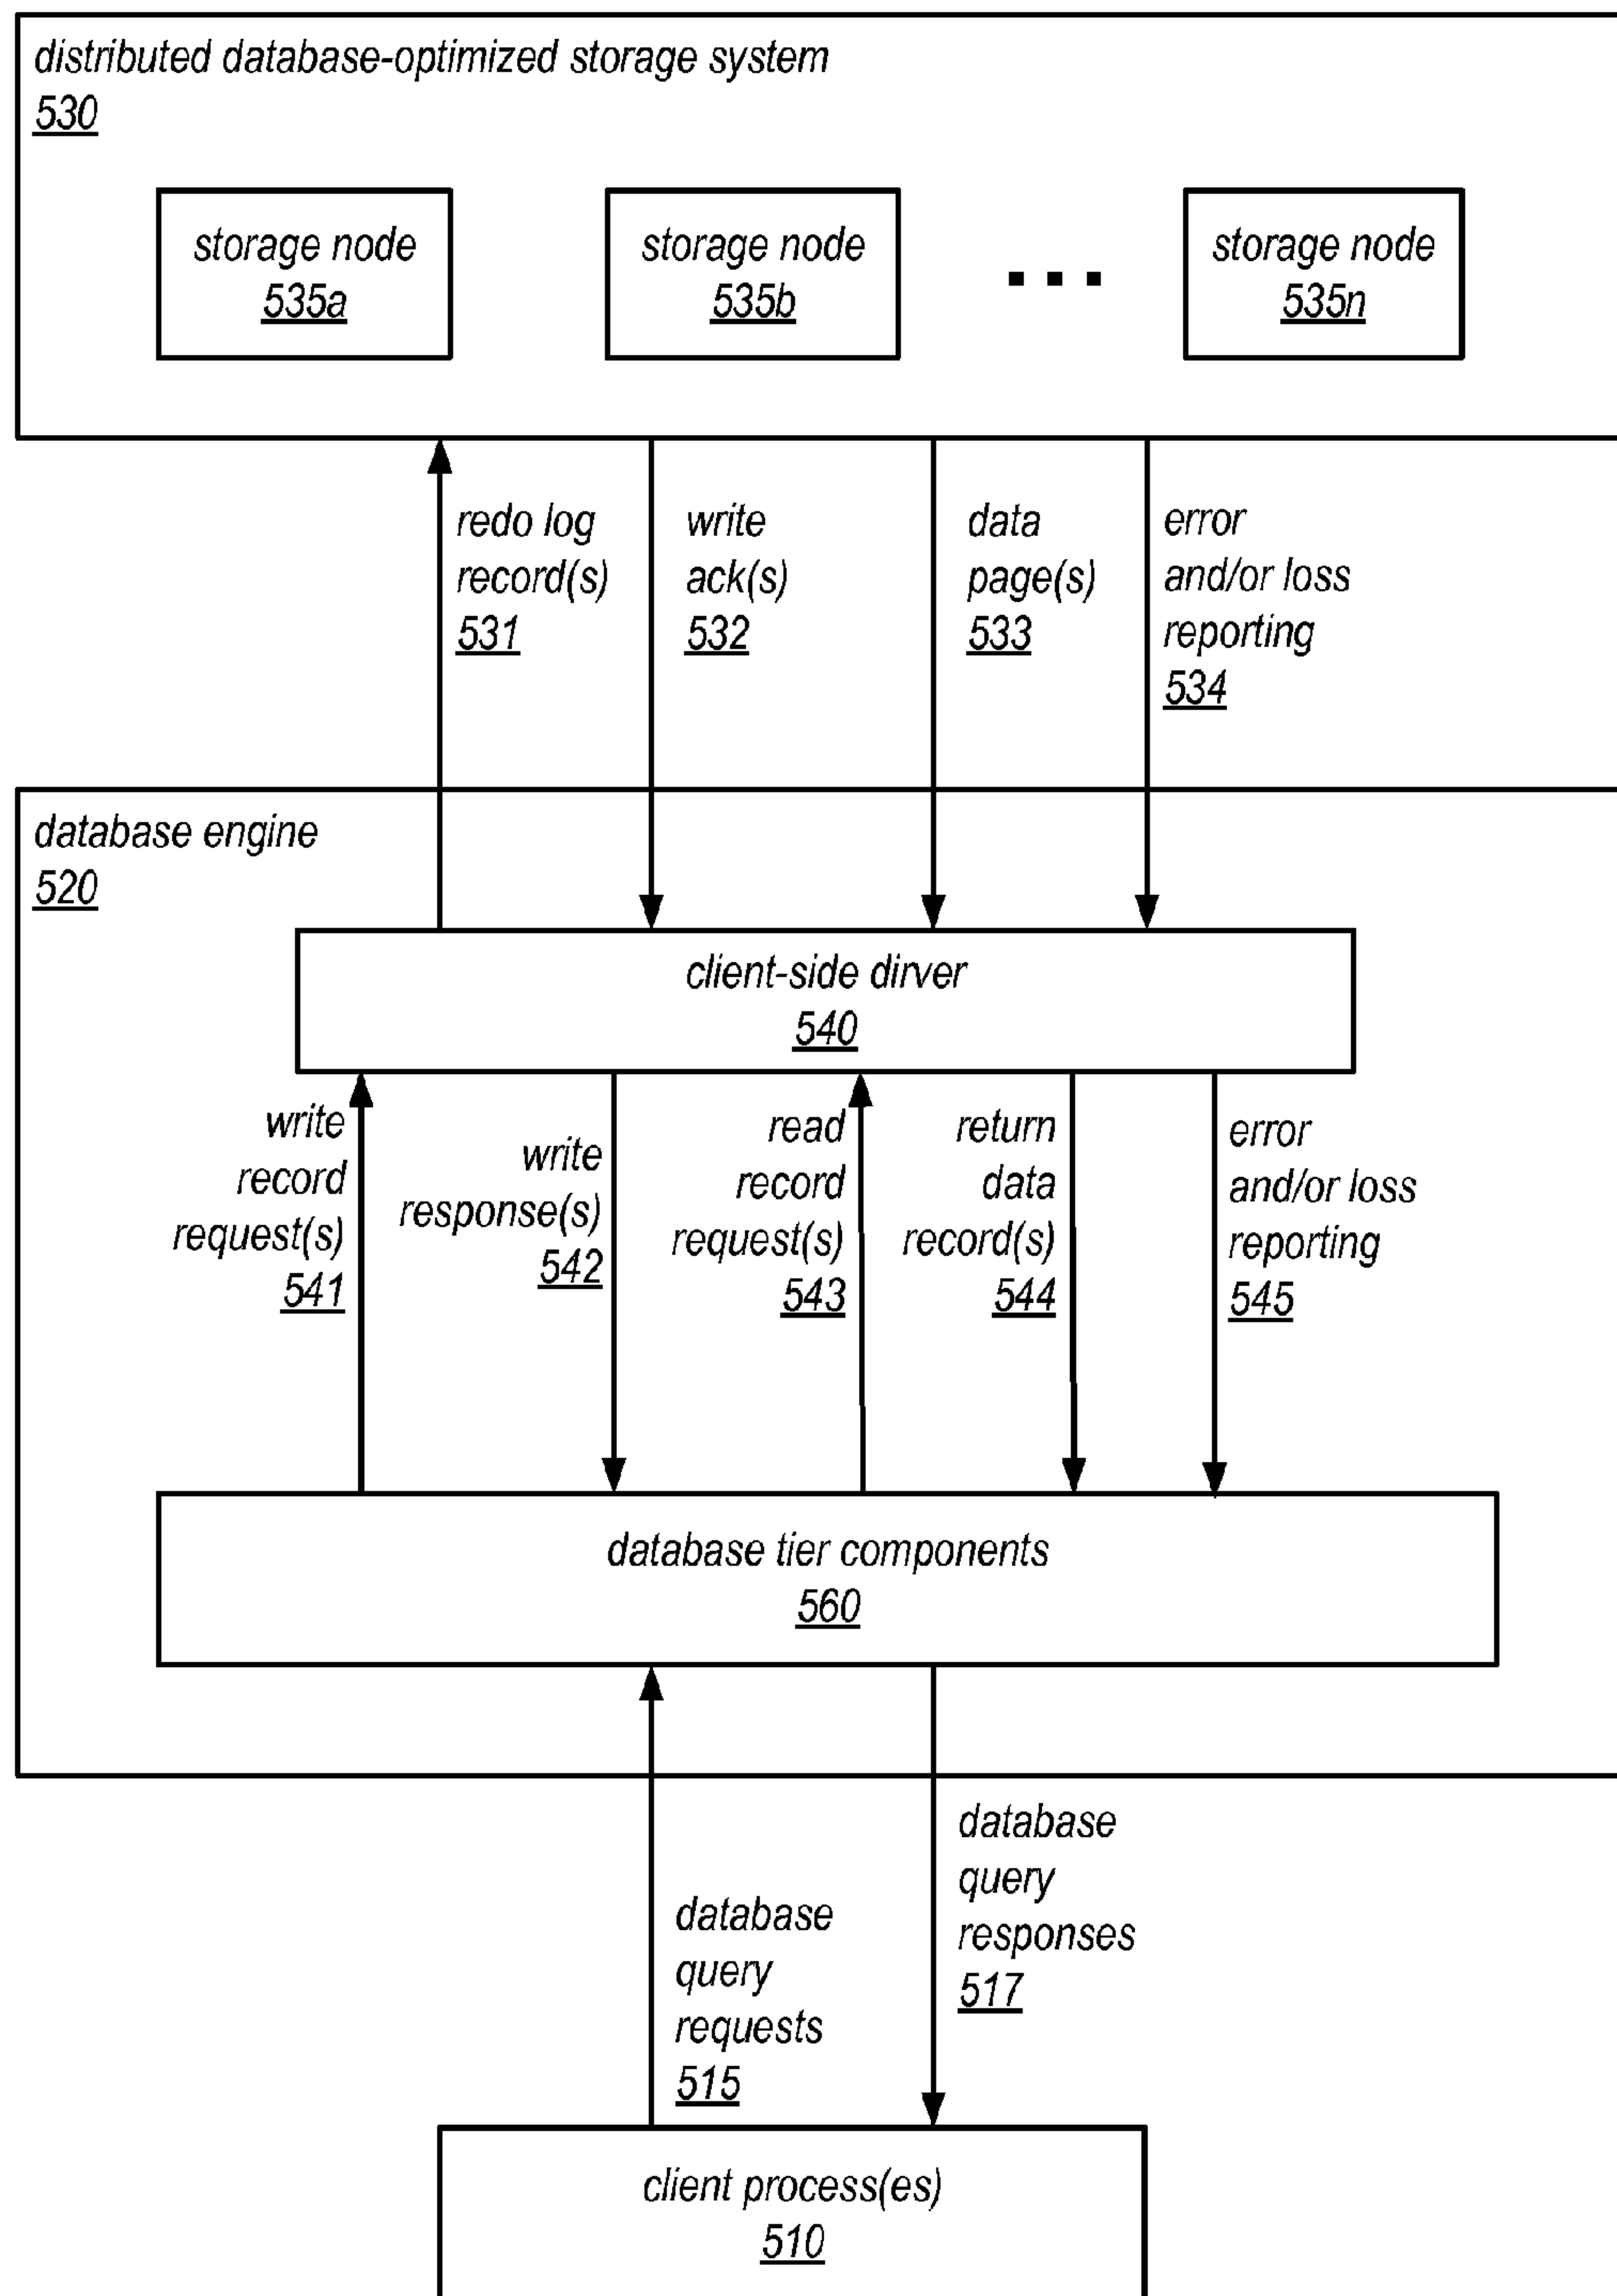 distributed database-optimized storage system
530
storage node
535a
storage node
535b
storage node
535n
redo log
record(s)
531
write
ack(s)
532
data
page(s)
533
error
and/or loss
reporting
534
database engine
520
client-side dirver
540
write
record
request(s)
541
write
response(s)
542
read
record
request(s)
543
return
data
record(s)
544
error
and/or loss
reporting
545
database tier components
560
database
query
requests
515
database
query
responses
517
client process(es)
510